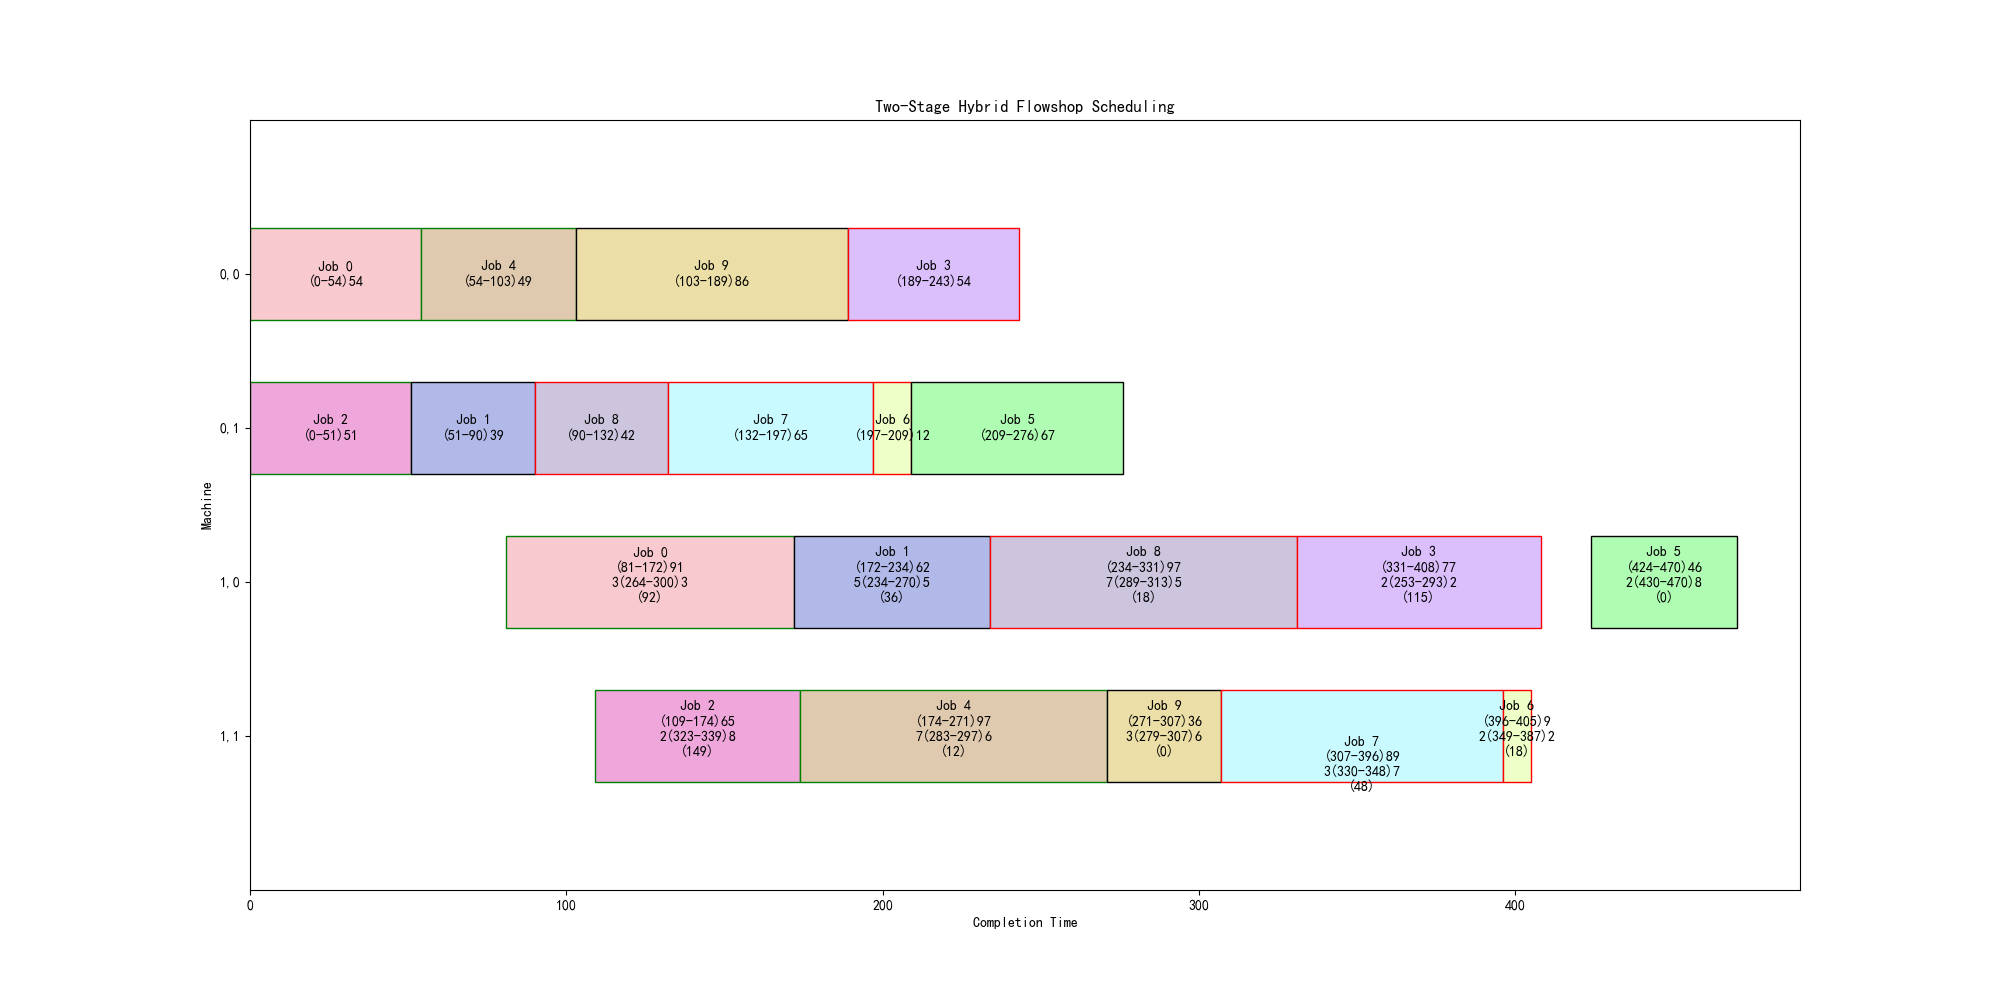 Two-Stage Hybrid Flowshop Scheduling
0,0
Job 0
(0-54)54
Job 4
(54-103)49
Job 9
(103-189)86
Job 3
(189-243)54
0,1
Job 2
(0-51)51
Job 1
(51-90)39
Job 8
(90-132)42
Job 7
(132-197)65
Job 6
(197-209)12
Job 5
(209-276)67
Machine
1,0
Job 0
(81-172)91
3(264-300)3
(92)
Job 1
(172-234)62
5(234-270)5
(36)
Job 8
(234-331)97
7(289-313)5
(18)
Job 3
(331-408)77
2(253-293)2
(115)
Job 5
(424-470)46
2(430-470)8
(0)
1,1
Job 2
(109-174)65
2(323-339)8
(149)
Job 4
(174-271)97
7(283-297)6
(12)
Job 9
(271-307)36
3(279-307)6
(0)
Job 7
(307-396)89
3(330-348)7
(48)
Job 6
(396-405)9
2(349-387)2
(18)
0
100
200
300
400
Completion Time